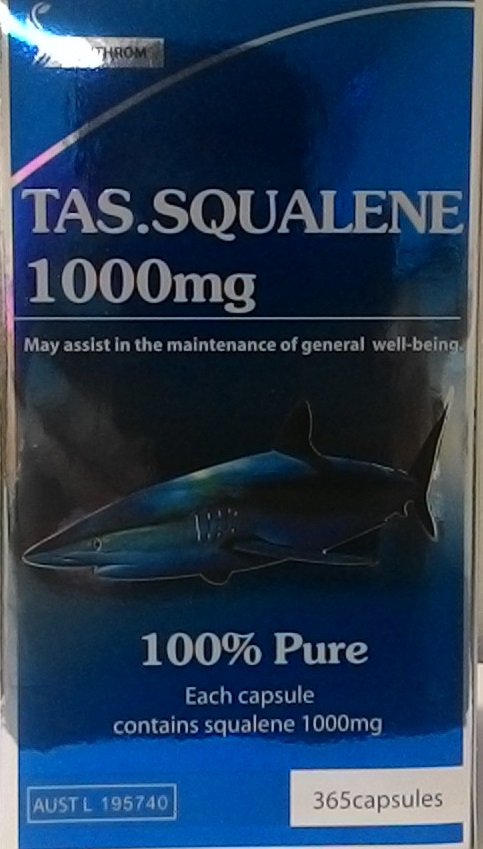 TAS.SQUALENE
1000mg
May assist in the maintenance of general well-being.
100% Pure
Each capsule
contains squalene 1000mg
AUST L 195740
365capsules